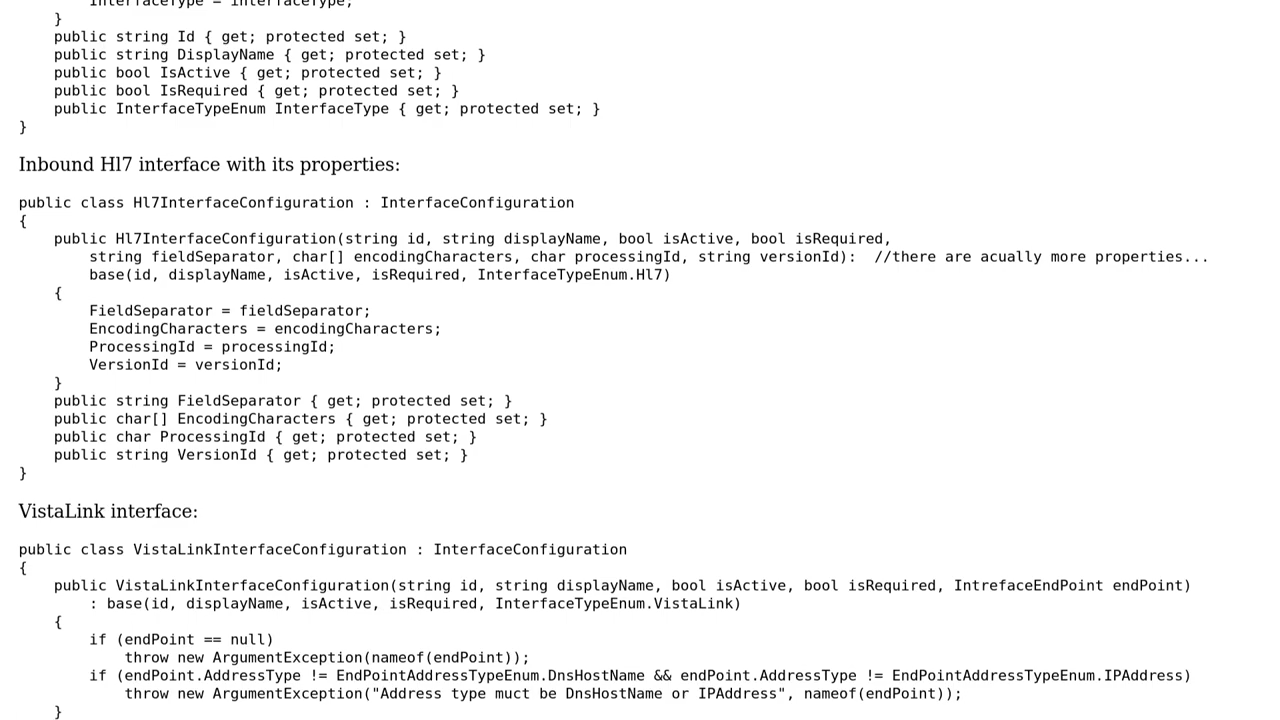 InterfaceType = interfaceType;
    }
    public string Id { get; protected set; }
    public string DisplayName { get; protected set; }
    public bool IsActive { get; protected set; }
    public bool IsRequired { get; protected set; }
    public InterfaceTypeEnum InterfaceType { get; protected set; }
}
Inbound Hl7 interface with its properties:
public class Hl7InterfaceConfiguration : InterfaceConfiguration
{
    public Hl7InterfaceConfiguration(string id, string displayName, bool isActive, bool isRequired,
        string fieldSeparator, char[] encodingCharacters, char processingId, string versionId):  //there are acually more properties...
        base(id, displayName, isActive, isRequired, InterfaceTypeEnum.Hl7)
    {
        FieldSeparator = fieldSeparator;
        EncodingCharacters = encodingCharacters;
        ProcessingId = processingId;
        VersionId = versionId;
    }
    public string FieldSeparator { get; protected set; }
    public char[] EncodingCharacters { get; protected set; }
    public char ProcessingId { get; protected set; }
    public string VersionId { get; protected set; }
}
VistaLink interface:
public class VistaLinkInterfaceConfiguration : InterfaceConfiguration
{
    public VistaLinkInterfaceConfiguration(string id, string displayName, bool isActive, bool isRequired, IntrefaceEndPoint endPoint)
        : base(id, displayName, isActive, isRequired, InterfaceTypeEnum.VistaLink)
    {
        if (endPoint == null)
            throw new ArgumentException(nameof(endPoint));
        if (endPoint.AddressType != EndPointAddressTypeEnum.DnsHostName && endPoint.AddressType != EndPointAddressTypeEnum.IPAddress)
            throw new ArgumentException("Address type muct be DnsHostName or IPAddress", nameof(endPoint));
    }